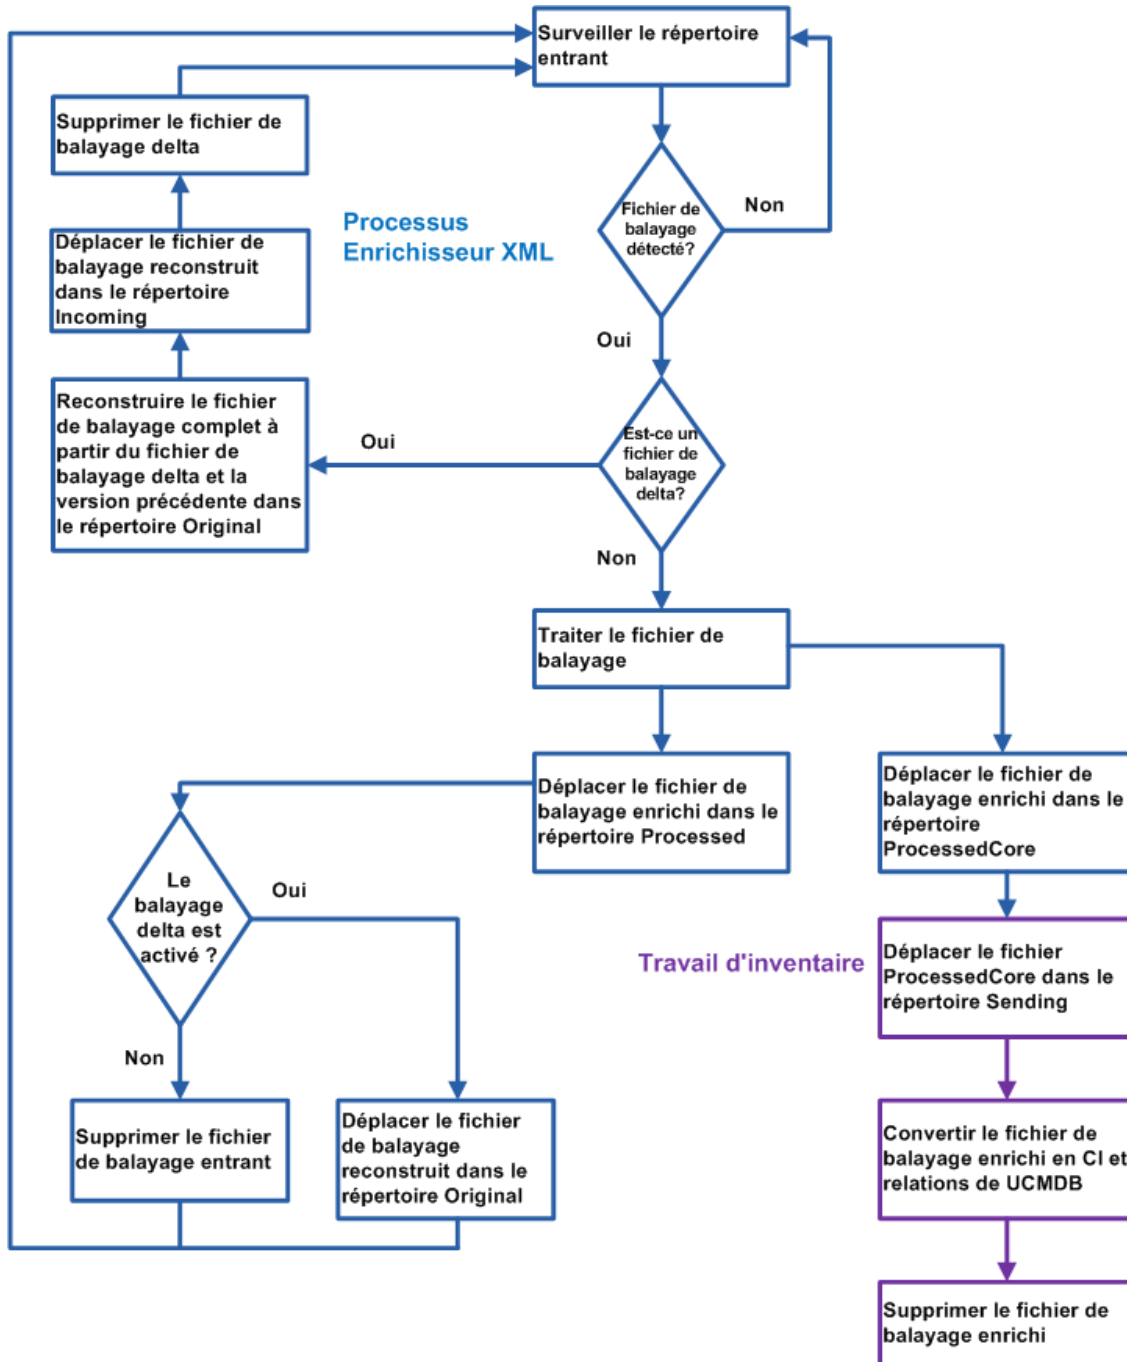 Surveiller le répertoire
entrant
Supprimer le fichier de
balayage delta
Fichier de
balayage
détecté?
Non
Processus
Enrichisseur XML
Déplacer le fichier de
balayage reconstruit
dans le répertoire
Incoming
Oui
Reconstruire le fichier
de balayage complet à
partir du fichier de
balayage delta et la
version précédente dans
le répertoire Original
Oui
Est-ce un
fichier de
balayage
delta?
Non
Traiter le fichier de
balayage
Déplacer le fichier de
balayage enrichi dans le
répertoire Processed
Déplacer le fichier de
balayage enrichi dans le
répertoire
ProcessedCore
Le
balayage
delta est
activé ?
Oui
Travail d'inventaire
Déplacer le fichier
ProcessedCore dans le
répertoire Sending
Non
Supprimer le fichier
de balayage entrant
Déplacer le fichier
de balayage
reconstruit dans le
répertoire Original
Convertir le fichier de
balayage enrichi en CI et
relations de UCMDB
Supprimer le fichier de
balayage enrichi